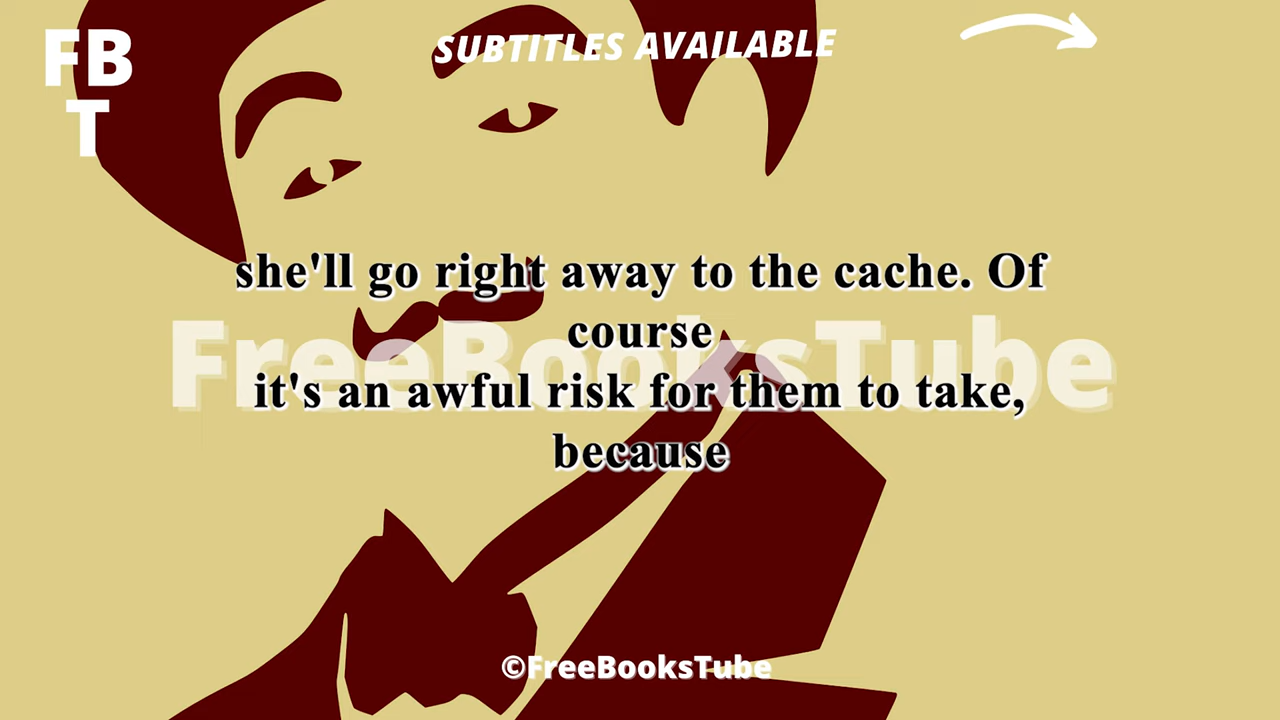 FB
T
SUBTITLES AVAILABLE
she'll go right away to the cache. Of
course
FreeBooksTube
it's an awful risk for them to take,
because
©FreeBooksTube